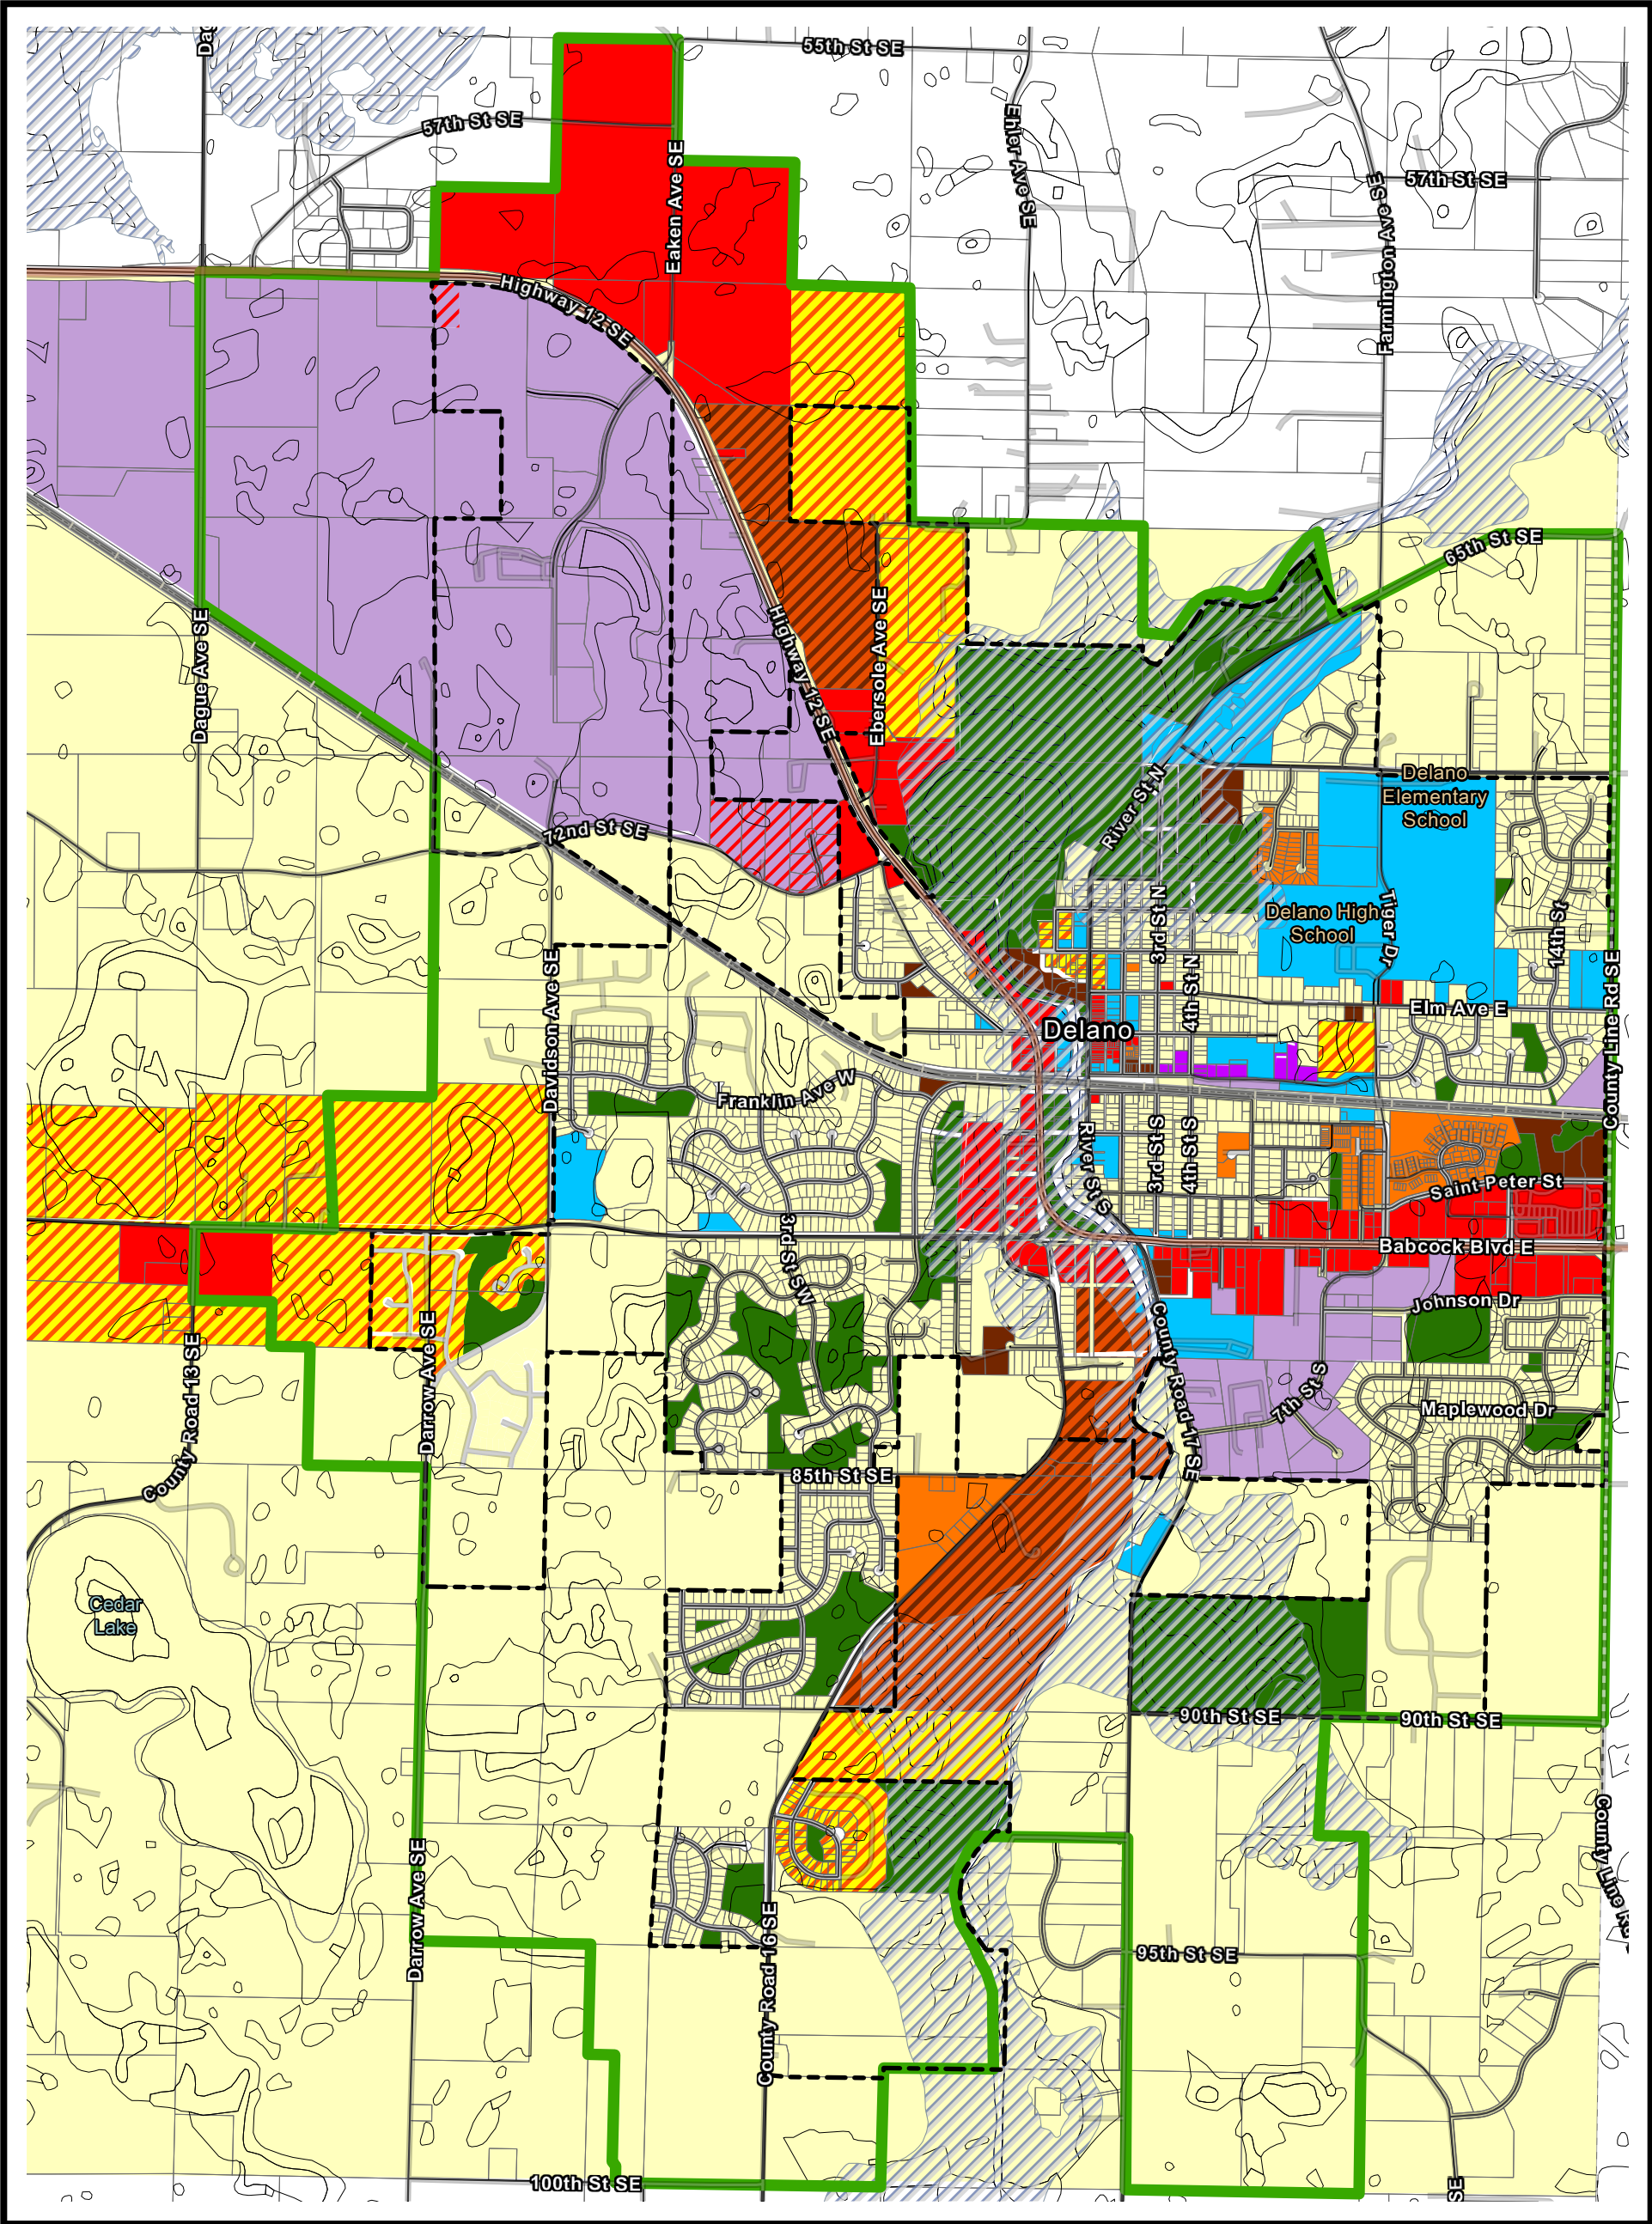 Dag
55th St SE
57th St SE
Ehler Ave SE
57th St SE
Eaken Ave SE
Farmington Ave SE
Highway 12 SE
65th St SE
Dague Ave SE
Highway 12 SE
Ebersole Ave SE
River St N
Delano
Elementary
School
72nd St SE
3rd St N
Delano High
School
Tiger Dr
14th St
4th St N
Davidson Ave SE
Elm Ave E
County Line Rd SE
Delano
Franklin Ave W
River St S
3rd St S
4th St S
Saint Peter St
3rd St SW
Babcock Blvd E
Johnson Dr
County Road 13 SE
Darrow Ave SE
County Road 17 SE
7th St S
Maplewood Dr
85th St SE
Cedar
Lake
90th St SE
90th St SE
County Line R
Darrow Ave SE
County Road 16 SE
95th St SE
100th St SE
SE